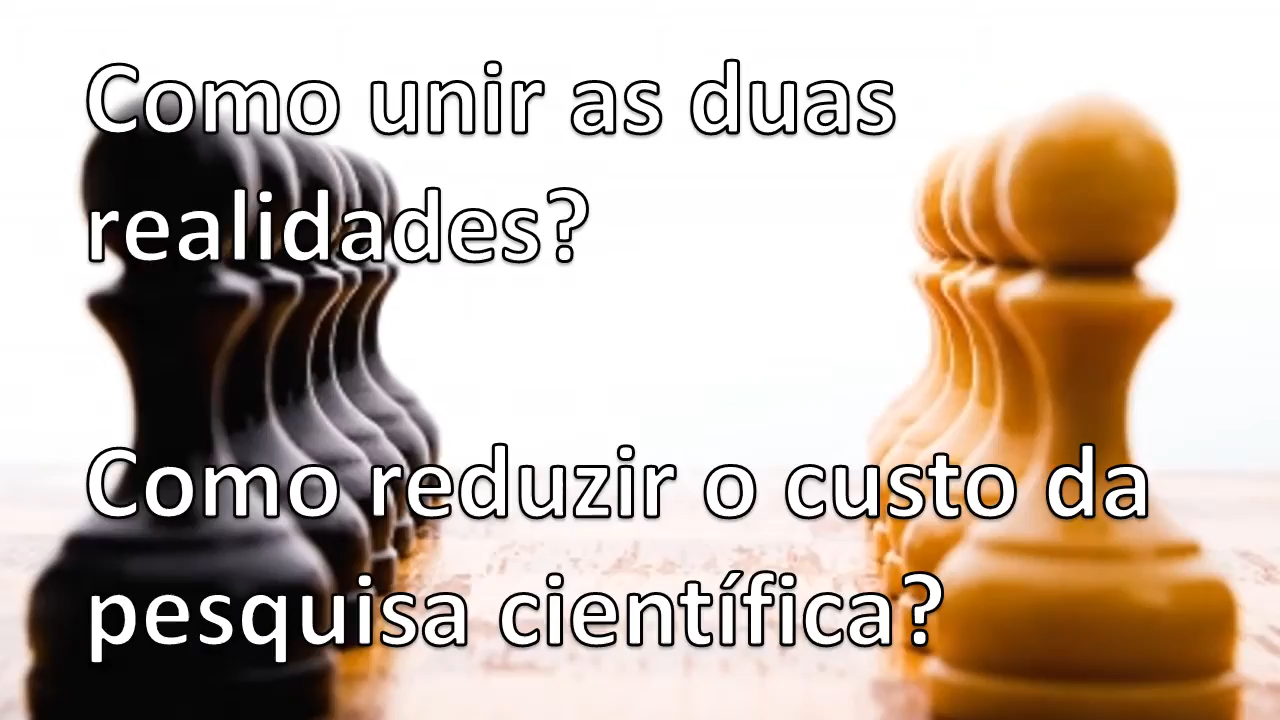 Como unir as duas
realidades?
Como reduzir o custo da
pesquisa científica?